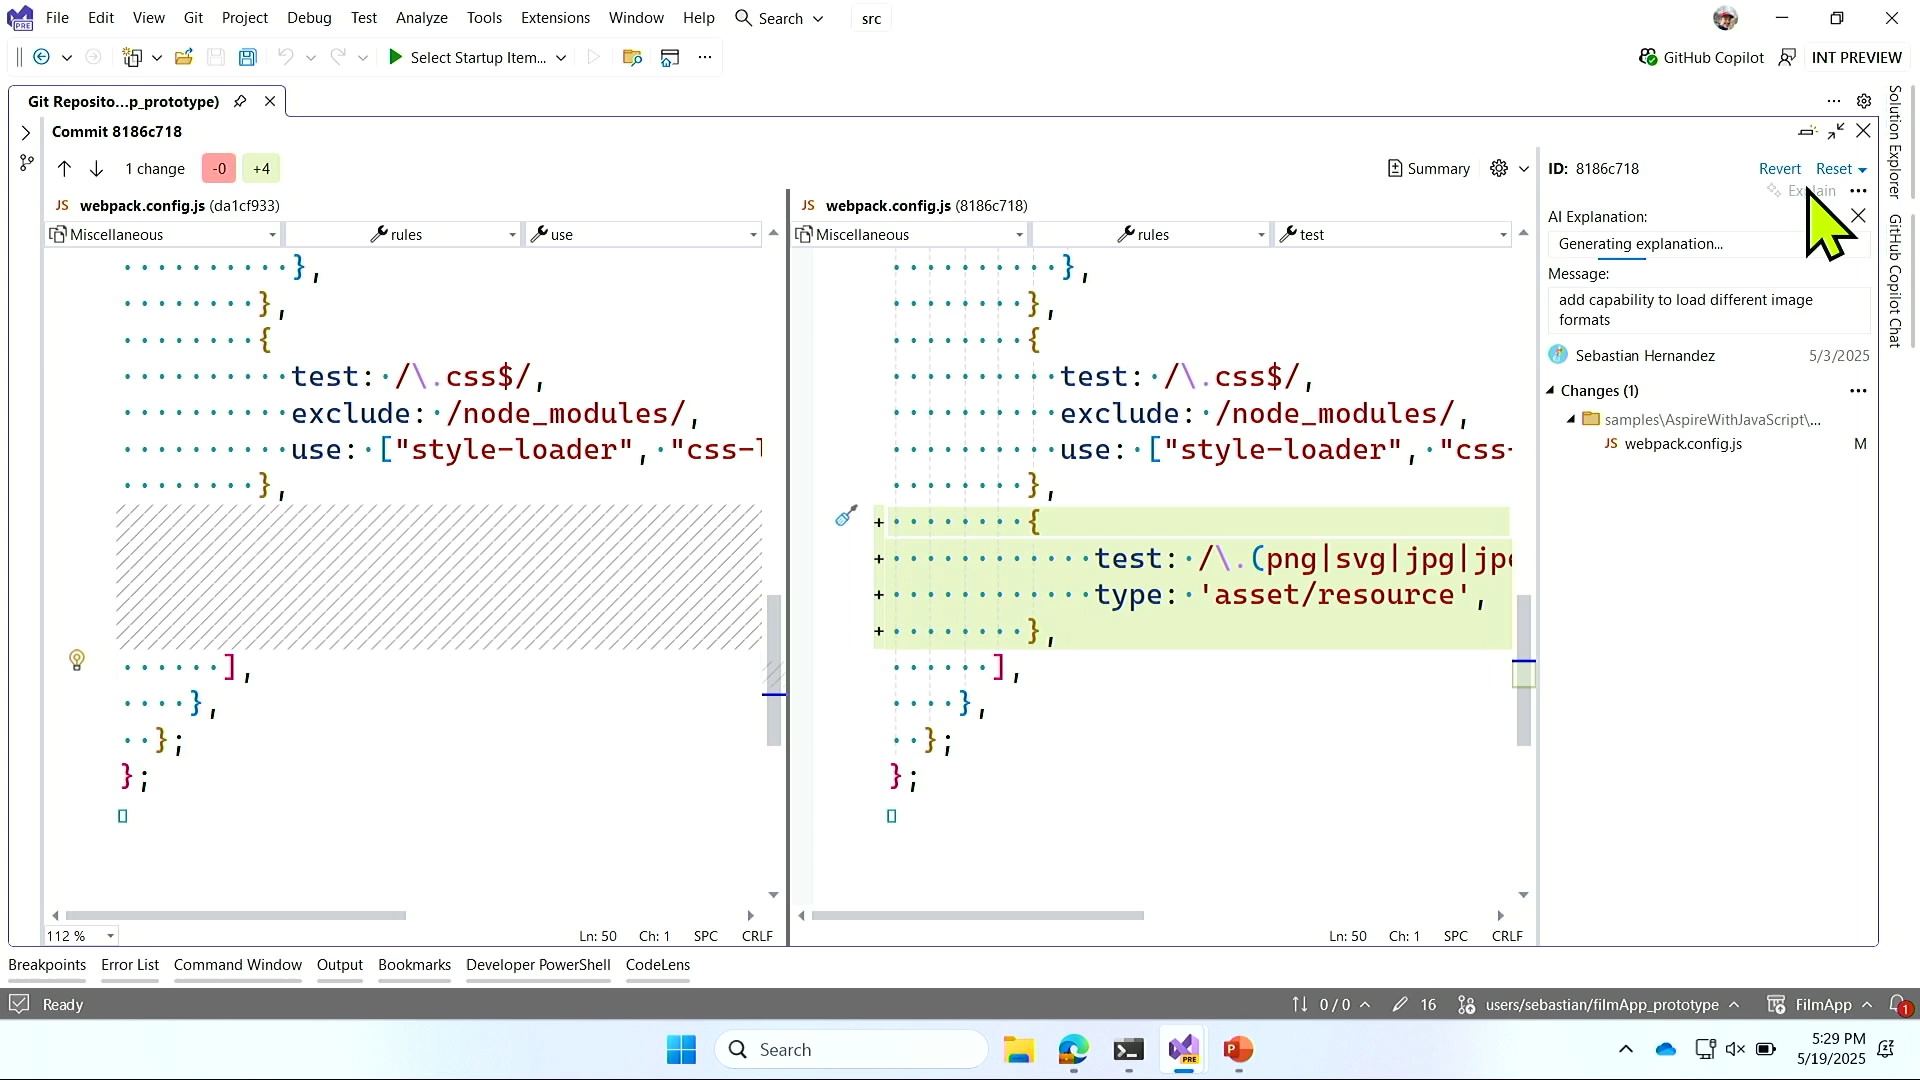 File Edit View Git Project Debug Test Analyze Tools Extensions Window Help Search src
Select Startup Item... GitHub Copilot INT PREVIEW
Git Reposito...p_prototype)
Commit 8186c718
1 change -0 +4 Summary ID: 8186c718 Revert Reset
Explain
JS webpack.config.js (da1cf933) JS webpack.config.js (8186c718)
AI Explanation:
Miscellaneous rules use Miscellaneous rules test
Generating explanation...
Message:
add capability to load different image
formats
Sebastian Hernandez 5/3/2025
Changes (1)
samples\AspireWithJavaScript\...
JS webpack.config.js M
},
},
{
test: /\.css$/,
exclude: /node_modules/,
use: ["style-loader", "css-l
},
],
},
};
};
},
},
{
test: /\.css$/,
exclude: /node_modules/,
use: ["style-loader", "css-
},
+ {
+ test: /\.(png|svg|jpg|jpe
+ type: 'asset/resource',
+ },
],
},
};
};
112 % Ln: 50 Ch: 1 SPC CRLF Ln: 50 Ch: 1 SPC CRLF
Solution Explorer
GitHub Copilot Chat
Breakpoints Error List Command Window Output Bookmarks Developer PowerShell CodeLens
Ready 0 / 0 16 users/sebastian/filmApp_prototype FilmApp 1
Search PRE 5:29 PM
5/19/2025